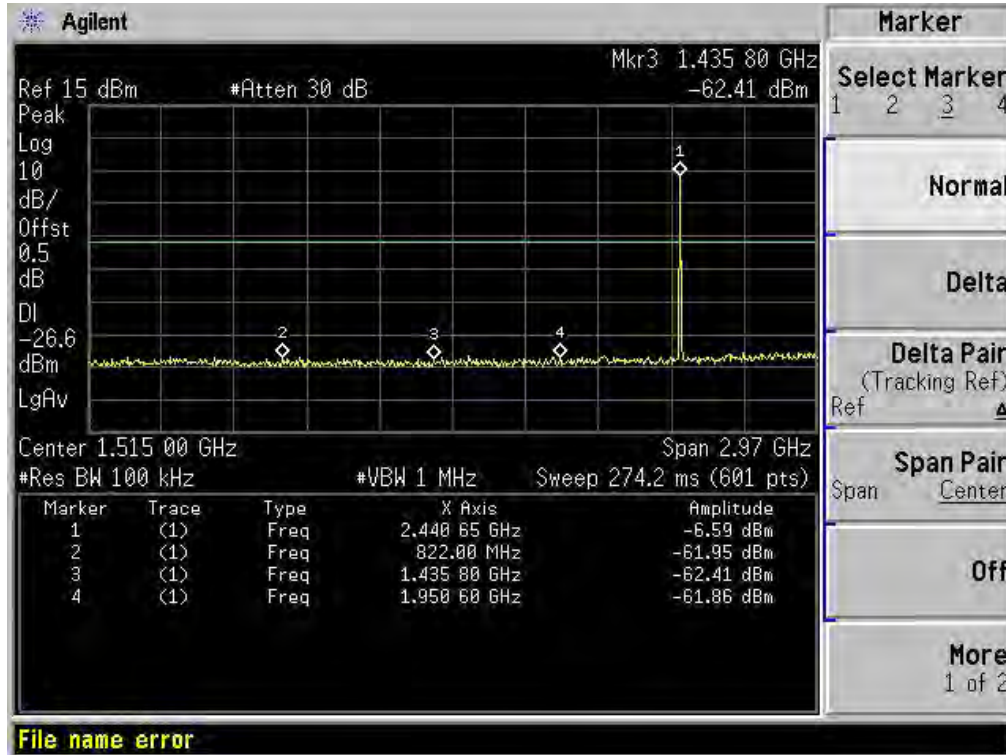 Agilent
Marker
Mkr3 1.435 80 GHz
Ref 15 dBm #Atten 30 dB -62.41 dBm
Peak
Log
10
dB/
Offst
0.5
dB
DI
-26.6
dBm
LgAv
1
2
3
4
Center 1.515 00 GHz Span 2.97 GHz
#Res BW 100 kHz #VBW 1 MHz Sweep 274.2 ms (601 pts)
Marker Trace Type X Axis Amplitude
1 (1) Freq 2.440 65 GHz -6.59 dBm
2 (1) Freq 822.00 MHz -61.95 dBm
3 (1) Freq 1.435 80 GHz -62.41 dBm
4 (1) Freq 1.950 60 GHz -61.86 dBm
Select Marker
1 2 3 4
Normal
Delta
Delta Pair
(Tracking Ref)
Ref Δ
Span Pair
Span Center
Off
More
1 of 2
File name error